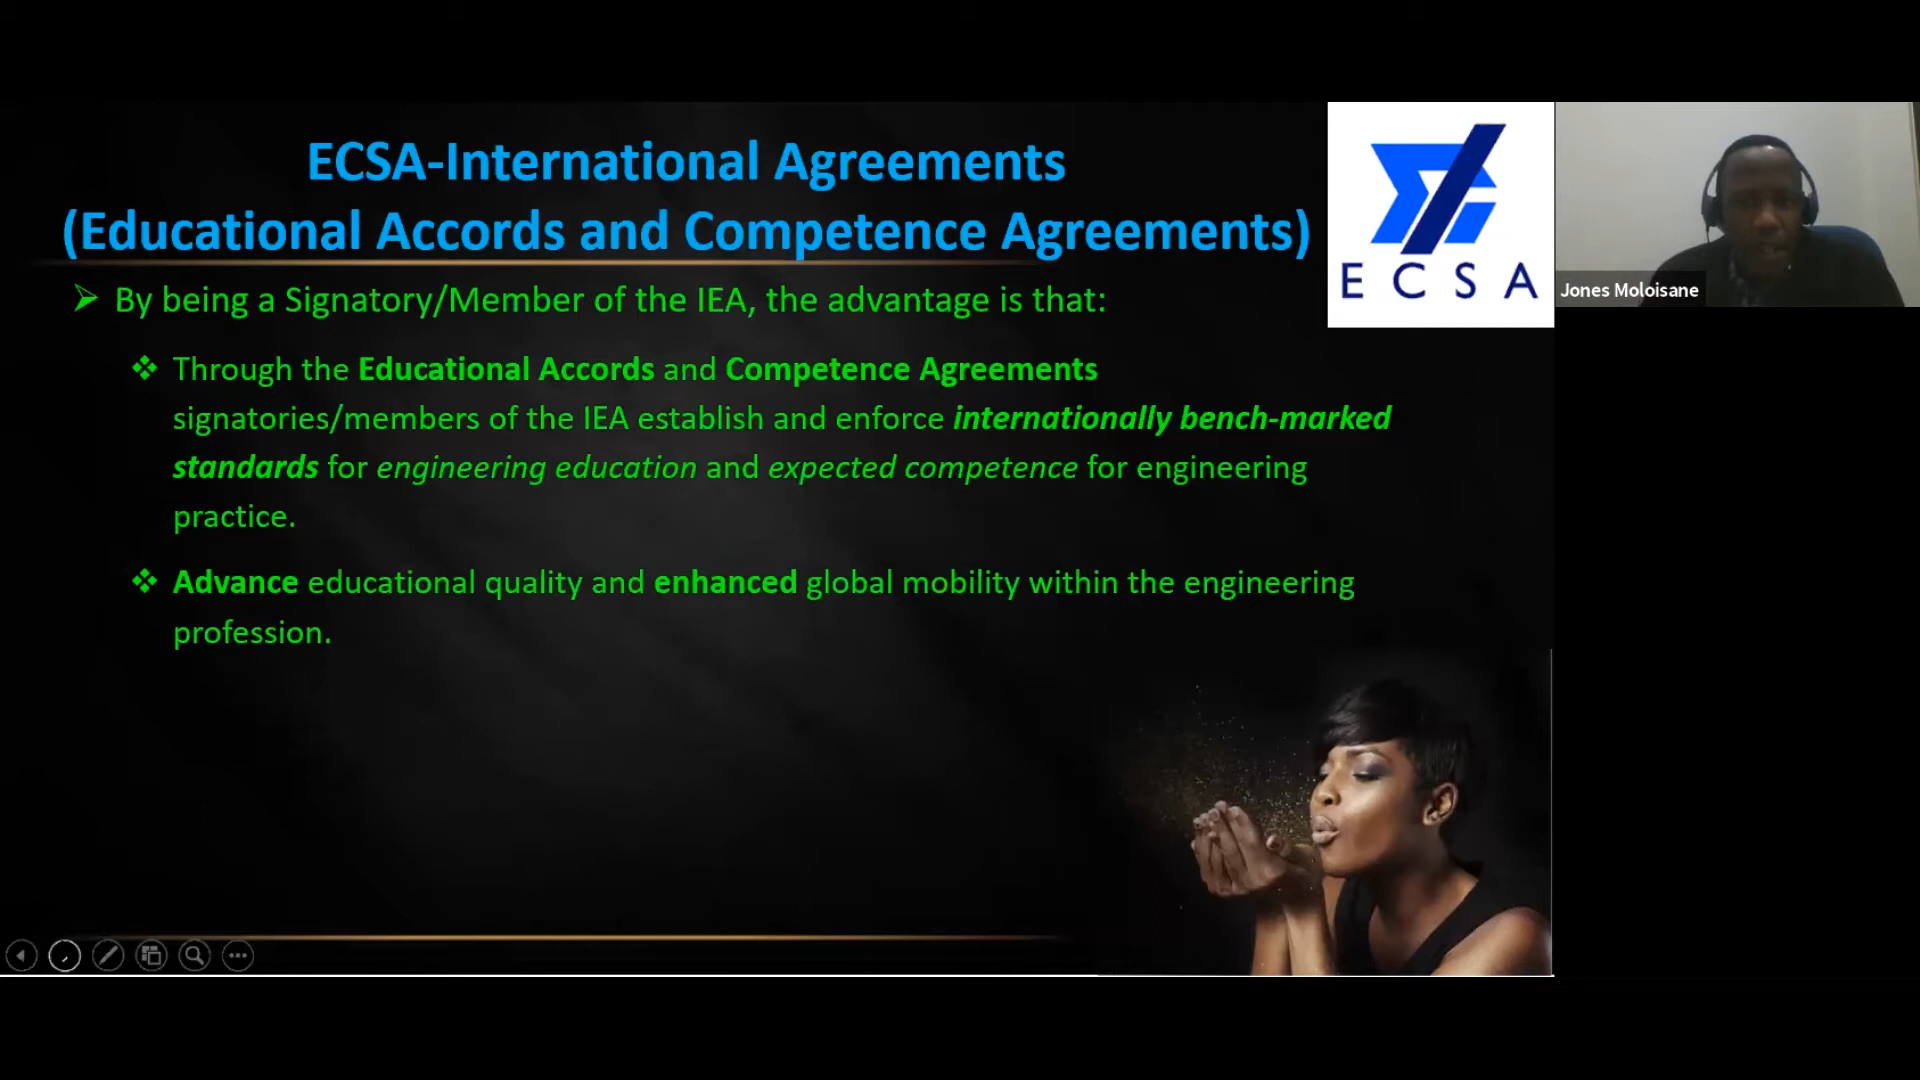 ECSA-International Agreements
(Educational Accords and Competence Agreements)
ECSA
Jones Moloisane
➢ By being a Signatory/Member of the IEA, the advantage is that:
❖ Through the Educational Accords and Competence Agreements
signatories/members of the IEA establish and enforce internationally bench-marked
standards for engineering education and expected competence for engineering
practice.
❖ Advance educational quality and enhanced global mobility within the engineering
profession.